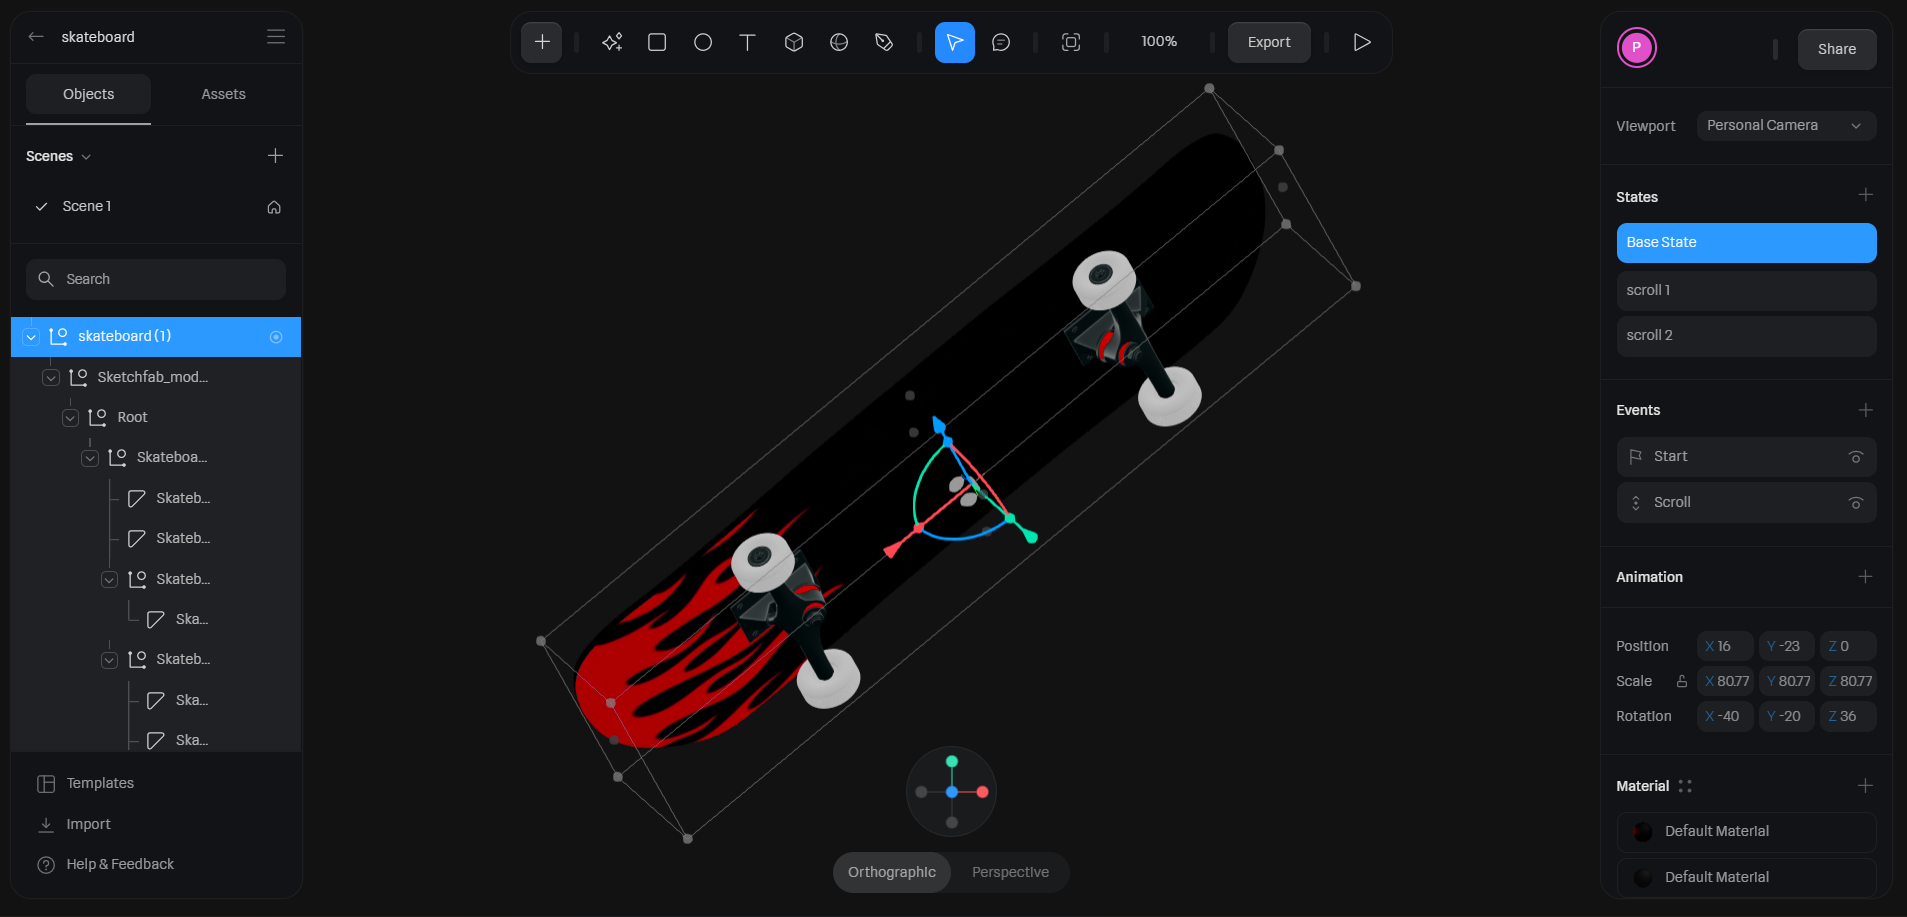 skateboard
Objects
Assets
Scenes
Scene 1
Search
skateboard (1)
Sketchfab_mod...
Root
Skateboa...
Skateb...
Skateb...
Skateb...
Ska...
Skateb...
Ska...
Ska...
Templates
Import
Help & Feedback
100%
Export
Orthographic
Perspective
P
Share
Viewport
Personal Camera
States
Base State
scroll 1
scroll 2
Events
Start
Scroll
Animation
Position X 16 Y -23 Z 0
Scale X 80.77 Y 80.77 Z 80.77
Rotation X -40 Y -20 Z 36
Material
Default Material
Default Material